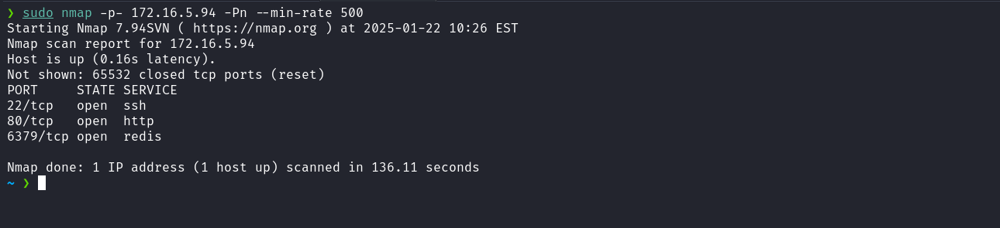 ❯ sudo nmap -p- 172.16.5.94 -Pn --min-rate 500
Starting Nmap 7.94SVN ( https://nmap.org ) at 2025-01-22 10:26 EST
Nmap scan report for 172.16.5.94
Host is up (0.16s latency).
Not shown: 65532 closed tcp ports (reset)
PORT     STATE SERVICE
22/tcp   open  ssh
80/tcp   open  http
6379/tcp open  redis
Nmap done: 1 IP address (1 host up) scanned in 136.11 seconds
~ ❯